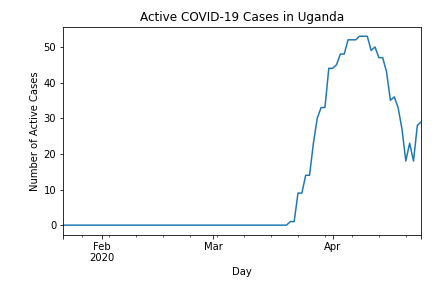 Active COVID-19 Cases in Uganda
50
40
30
20
10
0
Number of Active Cases
Feb
2020
Mar
Apr
Day